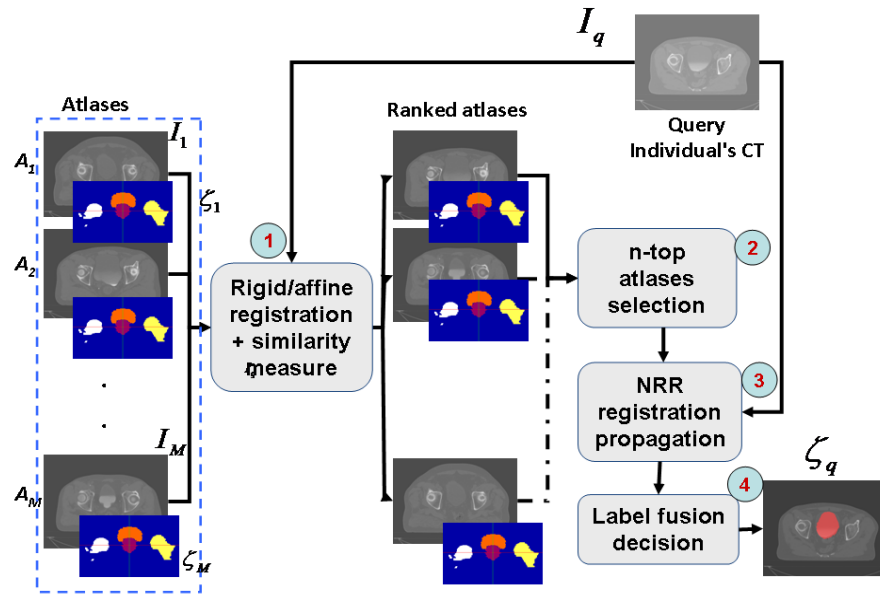 I_q
Atlases
Ranked atlases
Query
Individual's CT
A_1
I_1
ζ_1
A_2
1
Rigid/affine
registration
+ similarity
measure
n-top
atlases
selection
2
NRR
registration
propagation
3
.
.
I_M
A_M
ζ_M
4
Label fusion
decision
ζ_q